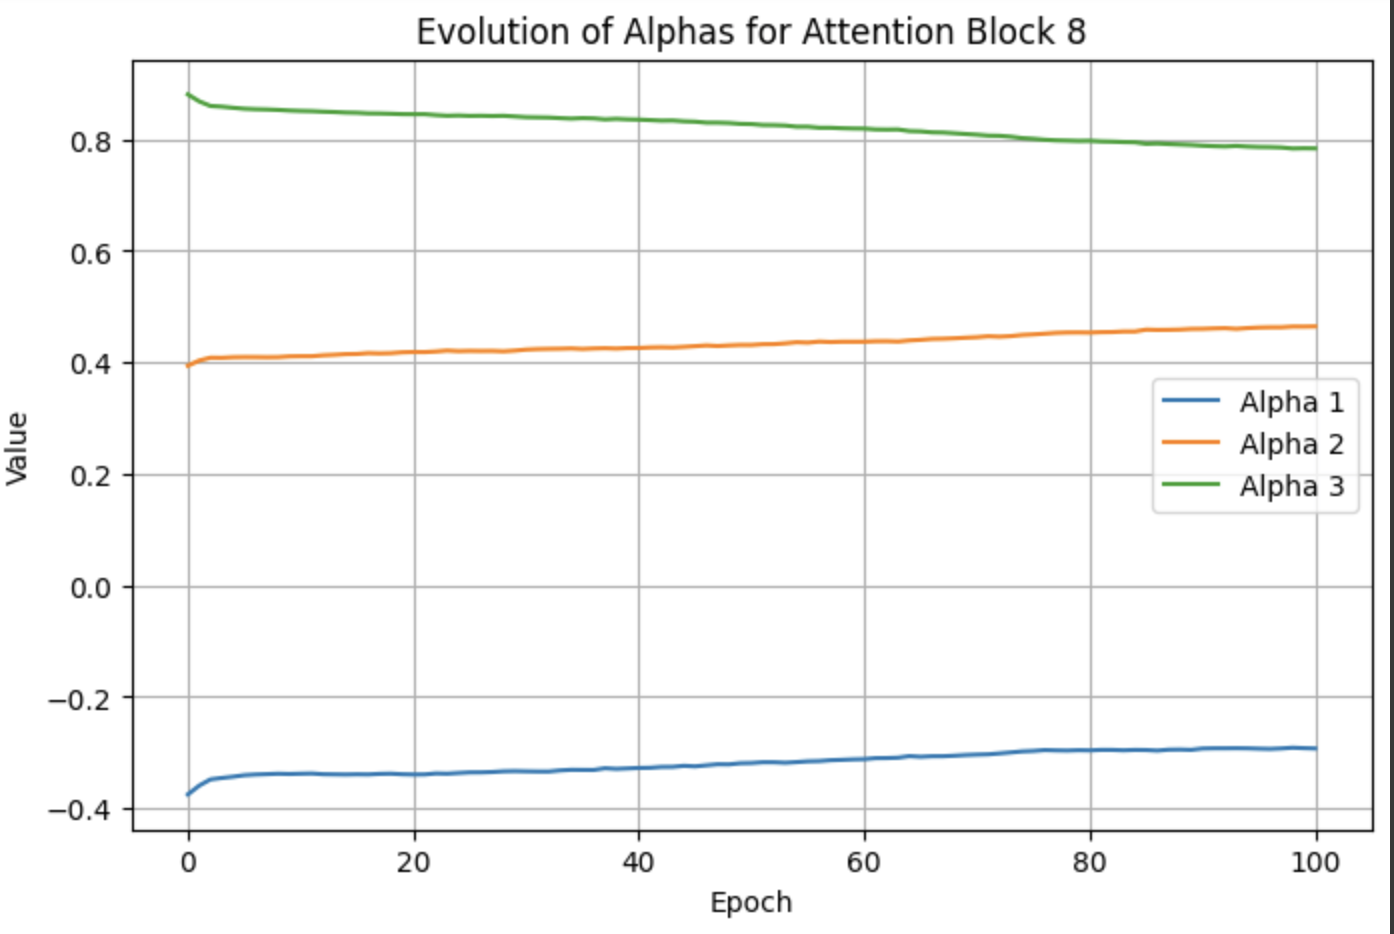 Evolution of Alphas for Attention Block 8
0.8
0.6
0.4
0.2
0.0
−0.2
−0.4
Value
Alpha 1
Alpha 2
Alpha 3
0 20 40 60 80 100
Epoch